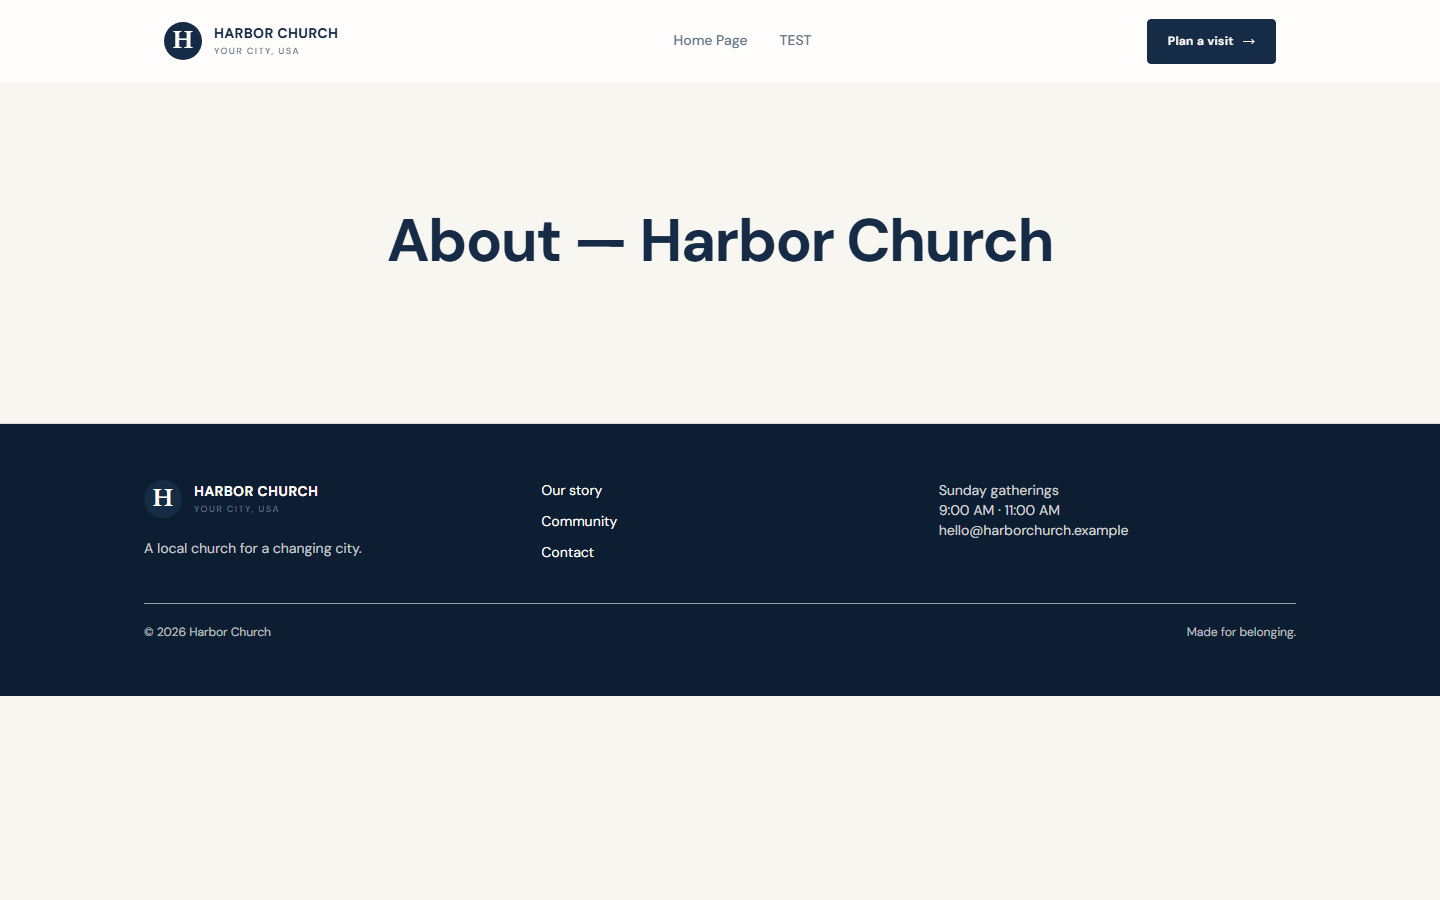 H
HARBOR CHURCH
YOUR CITY, USA
Home Page
TEST
Plan a visit →
About — Harbor Church
H
HARBOR CHURCH
YOUR CITY, USA
A local church for a changing city.
Our story
Community
Contact
Sunday gatherings
9:00 AM · 11:00 AM
hello@harborchurch.example
© 2026 Harbor Church
Made for belonging.